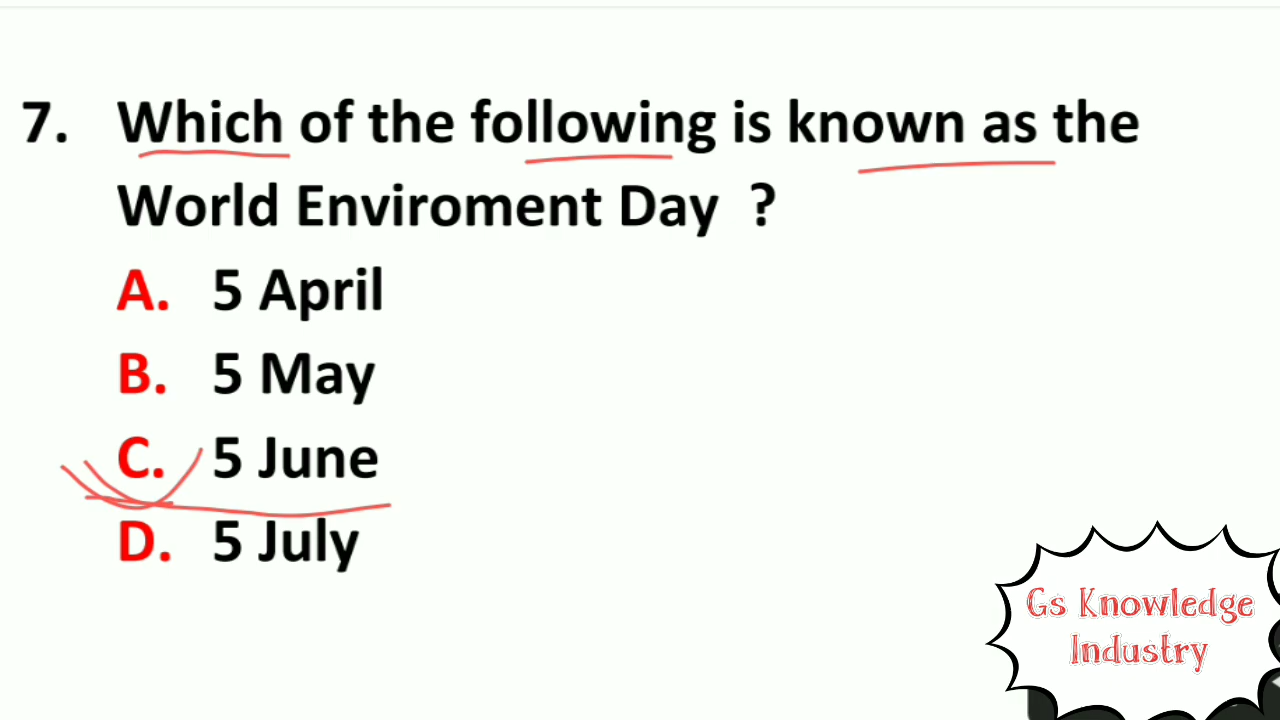 7. Which of the following is known as the
World Enviroment Day ?
A. 5 April
B. 5 May
C. 5 June
D. 5 July
Gs Knowledge
Industry